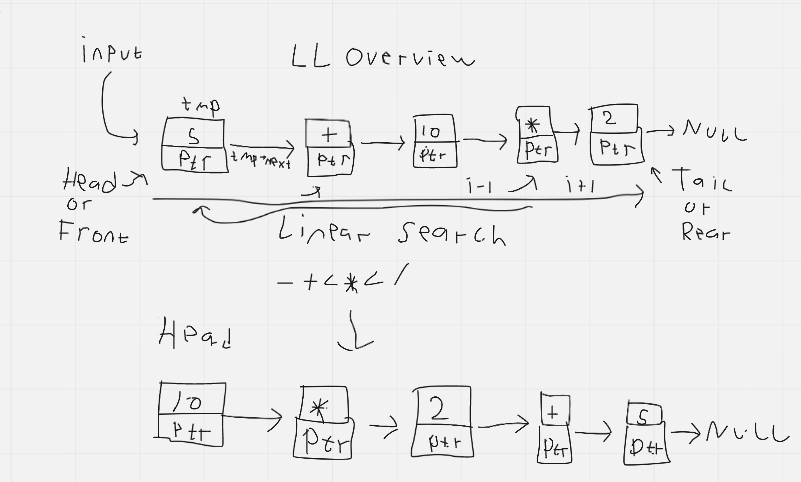 input
LL Overview
tmp
5 + 10 * 2
Ptr tmp→next Ptr Ptr Ptr Ptr → NULL
Head or Front
i-1 i+1
Tail or Rear
Linear Search
- + < * < /
Head
10 * 2 + 5
Ptr Ptr Ptr Ptr Ptr → NULL